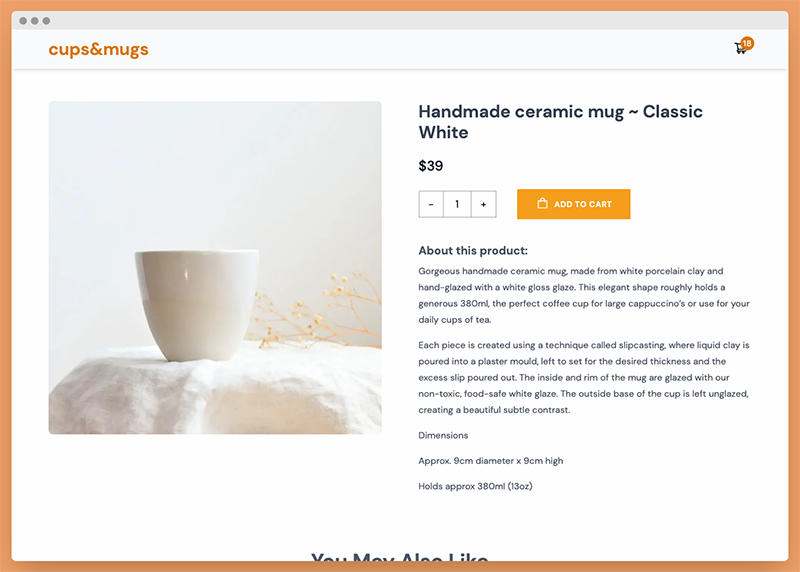 cups&mugs
18
Handmade ceramic mug ~ Classic
White
$39
- 1 +
ADD TO CART
About this product:
Gorgeous handmade ceramic mug, made from white porcelain clay and
hand-glazed with a white gloss glaze. This elegant shape roughly holds a
generous 380ml, the perfect coffee cup for large cappuccino's or use for your
daily cups of tea.
Each piece is created using a technique called slipcasting, where liquid clay is
poured into a plaster mould, left to set for the desired thickness and the
excess slip poured out. The inside and rim of the mug are glazed with our
non-toxic, food-safe white glaze. The outside base of the cup is left unglazed,
creating a beautiful subtle contrast.
Dimensions
Approx. 9cm diameter x 9cm high
Holds approx 380ml (13oz)
You May Also Like